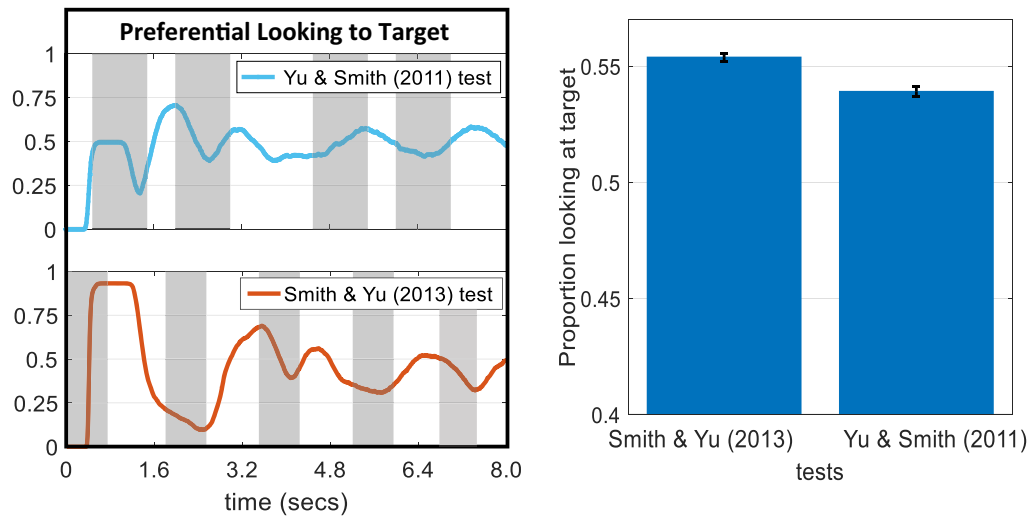 Preferential Looking to Target
1
0.75
0.5
0.25
0
Yu & Smith (2011) test
1
0.75
0.5
0.25
0
Smith & Yu (2013) test
0 1.6 3.2 4.8 6.4 8.0
time (secs)
Proportion looking at target
0.55
0.5
0.45
0.4
Smith & Yu (2013) Yu & Smith (2011)
tests